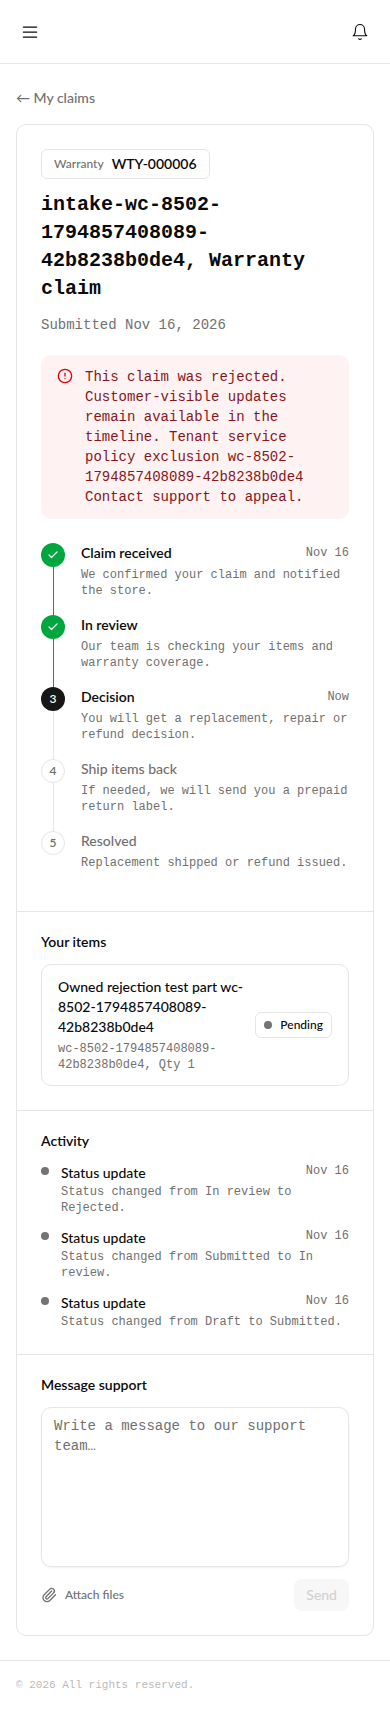 ← My claims
Warranty WTY-000006
intake-wc-8502-
1794857408089-
42b8238b0de4, Warranty
claim
Submitted Nov 16, 2026
This claim was rejected.
Customer-visible updates
remain available in the
timeline. Tenant service
policy exclusion wc-8502-
1794857408089-42b8238b0de4
Contact support to appeal.
Claim received Nov 16
We confirmed your claim and notified
the store.
In review
Our team is checking your items and
warranty coverage.
3 Decision Now
You will get a replacement, repair or
refund decision.
4 Ship items back
If needed, we will send you a prepaid
return label.
5 Resolved
Replacement shipped or refund issued.
Your items
Owned rejection test part wc-
8502-1794857408089-
42b8238b0de4
Pending
wc-8502-1794857408089-
42b8238b0de4, Qty 1
Activity
Status update Nov 16
Status changed from In review to
Rejected.
Status update Nov 16
Status changed from Submitted to In
review.
Status update Nov 16
Status changed from Draft to Submitted.
Message support
Write a message to our support
team…
Attach files Send
© 2026 All rights reserved.